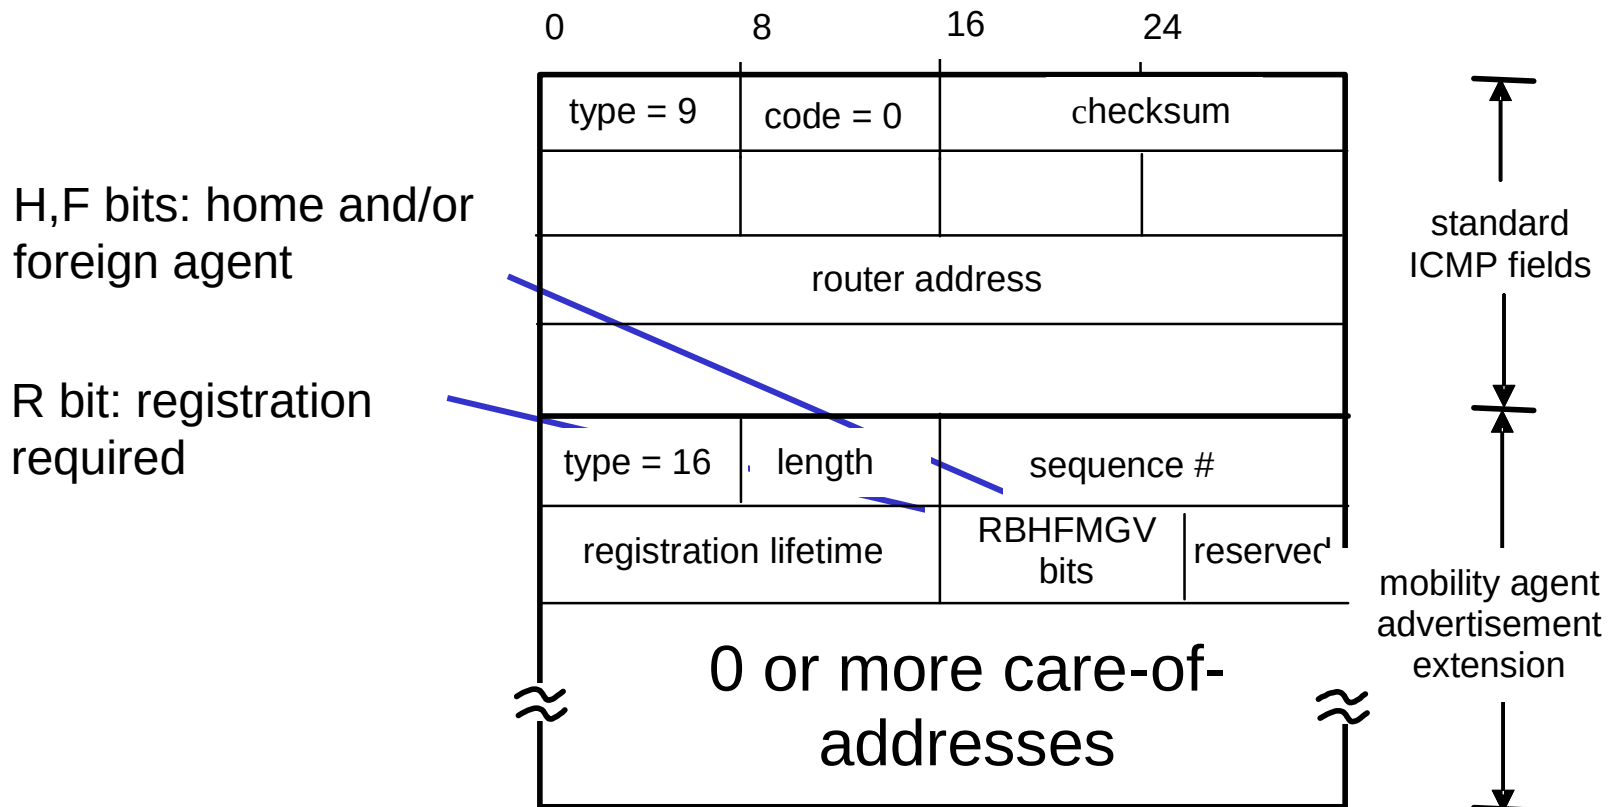 0 8 16 24
type = 9 code = 0 checksum
H,F bits: home and/or
foreign agent
standard
ICMP fields
router address
R bit: registration
required
type = 16 length sequence #
registration lifetime RBHFMGV
bits
reserved
mobility agent
advertisement
extension
0 or more care-of-
addresses